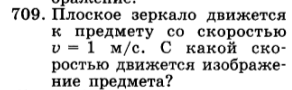 709. Плоское зеркало движется
к предмету со скоростью
v = 1 м/с. С какой ско-
ростью движется изображе-
ние предмета?